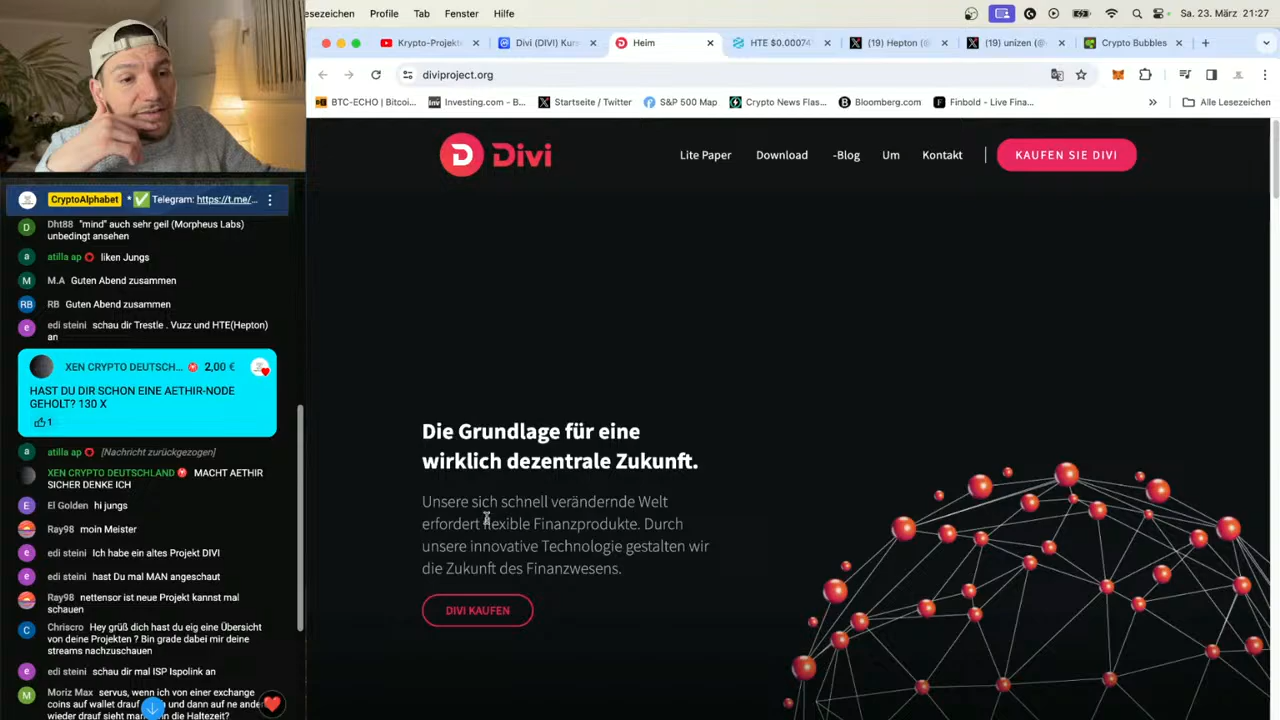 esezeichen Profile Tab Fenster Hilfe
Sa. 23. März 21:27
Krypto-Projekt
Divi (DIVI) Kurs
Heim
HTE $0.00074
(19) Hepton (@
(19) unizen (@
Crypto Bubbles
diviproject.org
BTC-ECHO | Bitcoi...
Investing.com - B...
Startseite / Twitter
S&P 500 Map
Crypto News Flas...
Bloomberg.com
Finbold - Live Fina...
Alle Lesezeichen
Divi
Lite Paper
Download
-Blog
Um
Kontakt
KAUFEN SIE DIVI
Die Grundlage für eine
wirklich dezentrale Zukunft.
Unsere sich schnell verändernde Welt
erfordert flexible Finanzprodukte. Durch
unsere innovative Technologie gestalten wir
die Zukunft des Finanzwesens.
DIVI KAUFEN
CryptoAlphabet * ✅ Telegram: https://t.me/...
Dht88 "mind" auch sehr geil (Morpheus Labs)
unbedingt ansehen
atilla ap ⭕ liken Jungs
M.A Guten Abend zusammen
RB Guten Abend zusammen
edi steini schau dir Trestle . Vuzz und HTE(Hepton)
an
XEN CRYPTO DEUTSCH... 2,00 €
HAST DU DIR SCHON EINE AETHIR-NODE
GEHOLT? 130 X
1
atilla ap ⭕ [Nachricht zurückgezogen]
XEN CRYPTO DEUTSCHLAND MACHT AETHIR
SICHER DENKE ICH
El Golden hi jungs
Ray98 moin Meister
edi steini Ich habe ein altes Projekt DIVI
edi steini hast Du mal MAN angeschaut
Ray98 nettensor ist neue Projekt kannst mal
schauen
Chriscro Hey grüß dich hast du eig eine Übersicht
von deine Projekten ? Bin grade dabei mir deine
streams nachzuschauen
edi steini schau dir mal ISP Ispolink an
Moriz Max servus, wenn ich von einer exchange
coins auf wallet drauf und dann auf ne ander
wieder drauf sieht man die Haltezeit?